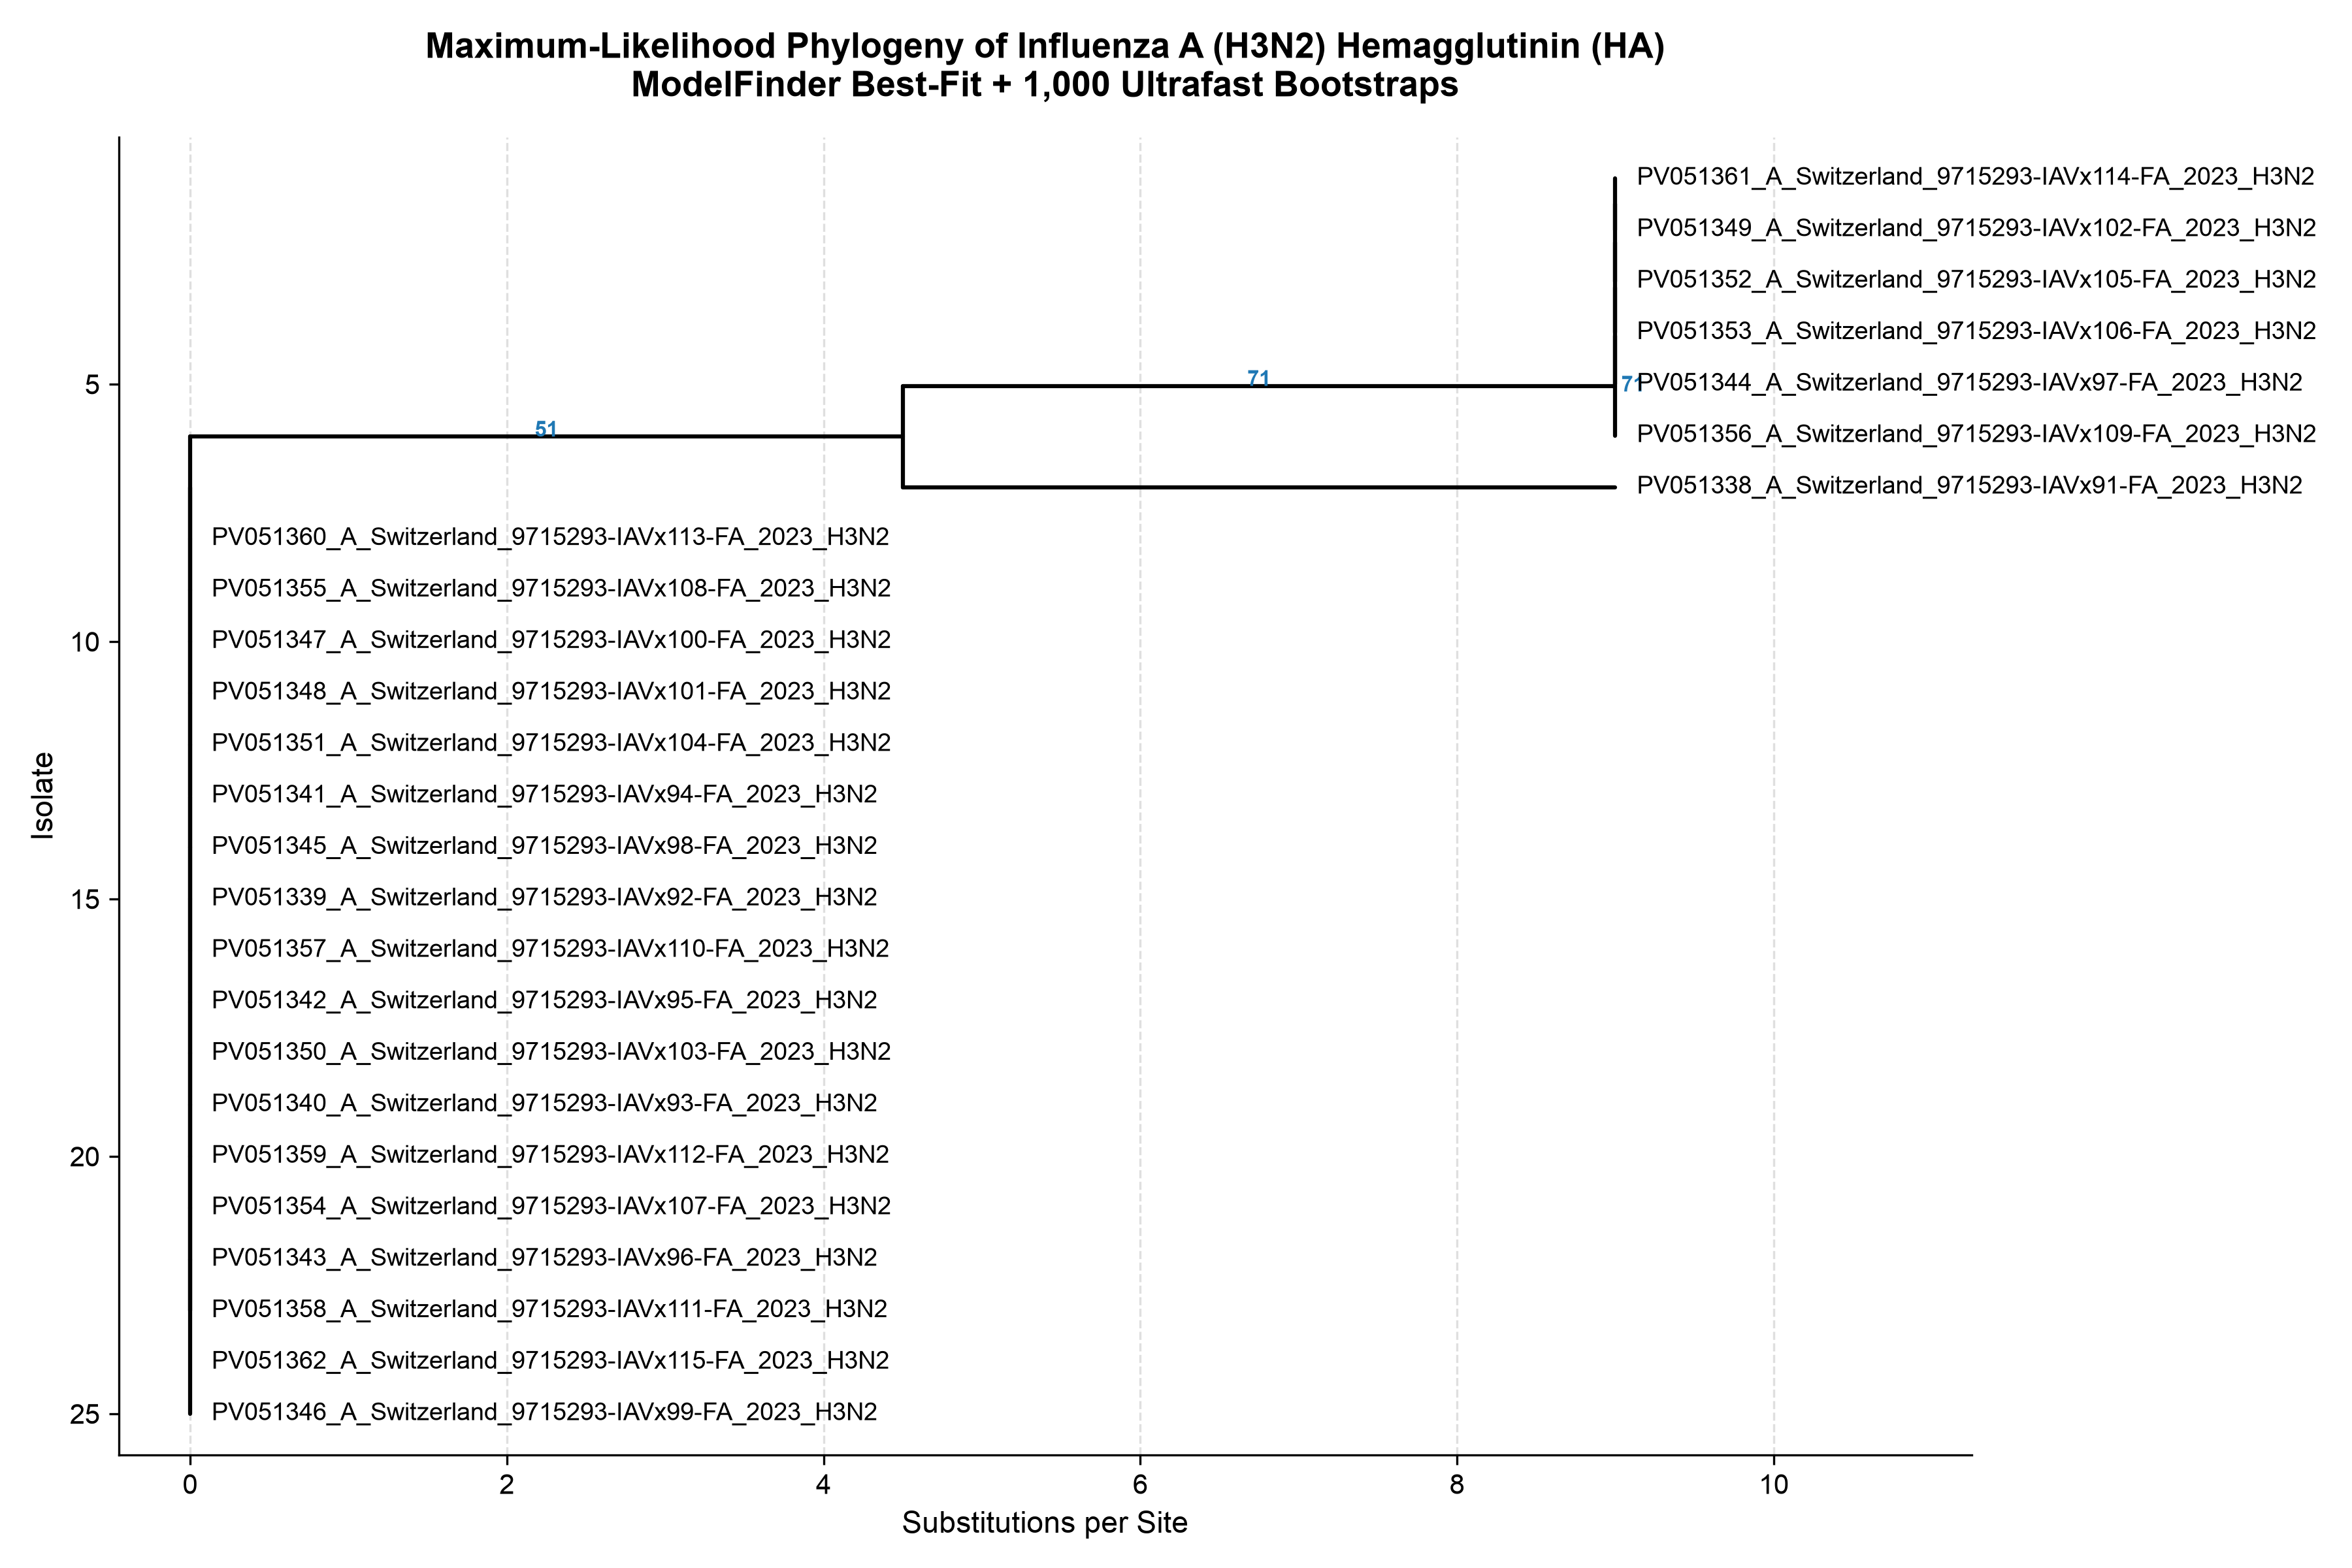 Maximum-Likelihood Phylogeny of Influenza A (H3N2) Hemagglutinin (HA)
ModelFinder Best-Fit + 1,000 Ultrafast Bootstraps
PV051361_A_Switzerland_9715293-IAVx114-FA_2023_H3N2
PV051349_A_Switzerland_9715293-IAVx102-FA_2023_H3N2
PV051352_A_Switzerland_9715293-IAVx105-FA_2023_H3N2
PV051353_A_Switzerland_9715293-IAVx106-FA_2023_H3N2
5
71
71
PV051344_A_Switzerland_9715293-IAVx97-FA_2023_H3N2
51
PV051356_A_Switzerland_9715293-IAVx109-FA_2023_H3N2
PV051338_A_Switzerland_9715293-IAVx91-FA_2023_H3N2
PV051360_A_Switzerland_9715293-IAVx113-FA_2023_H3N2
PV051355_A_Switzerland_9715293-IAVx108-FA_2023_H3N2
10
PV051347_A_Switzerland_9715293-IAVx100-FA_2023_H3N2
PV051348_A_Switzerland_9715293-IAVx101-FA_2023_H3N2
PV051351_A_Switzerland_9715293-IAVx104-FA_2023_H3N2
Isolate
PV051341_A_Switzerland_9715293-IAVx94-FA_2023_H3N2
PV051345_A_Switzerland_9715293-IAVx98-FA_2023_H3N2
15
PV051339_A_Switzerland_9715293-IAVx92-FA_2023_H3N2
PV051357_A_Switzerland_9715293-IAVx110-FA_2023_H3N2
PV051342_A_Switzerland_9715293-IAVx95-FA_2023_H3N2
PV051350_A_Switzerland_9715293-IAVx103-FA_2023_H3N2
PV051340_A_Switzerland_9715293-IAVx93-FA_2023_H3N2
20
PV051359_A_Switzerland_9715293-IAVx112-FA_2023_H3N2
PV051354_A_Switzerland_9715293-IAVx107-FA_2023_H3N2
PV051343_A_Switzerland_9715293-IAVx96-FA_2023_H3N2
PV051358_A_Switzerland_9715293-IAVx111-FA_2023_H3N2
PV051362_A_Switzerland_9715293-IAVx115-FA_2023_H3N2
25
PV051346_A_Switzerland_9715293-IAVx99-FA_2023_H3N2
0 2 4 6 8 10
Substitutions per Site